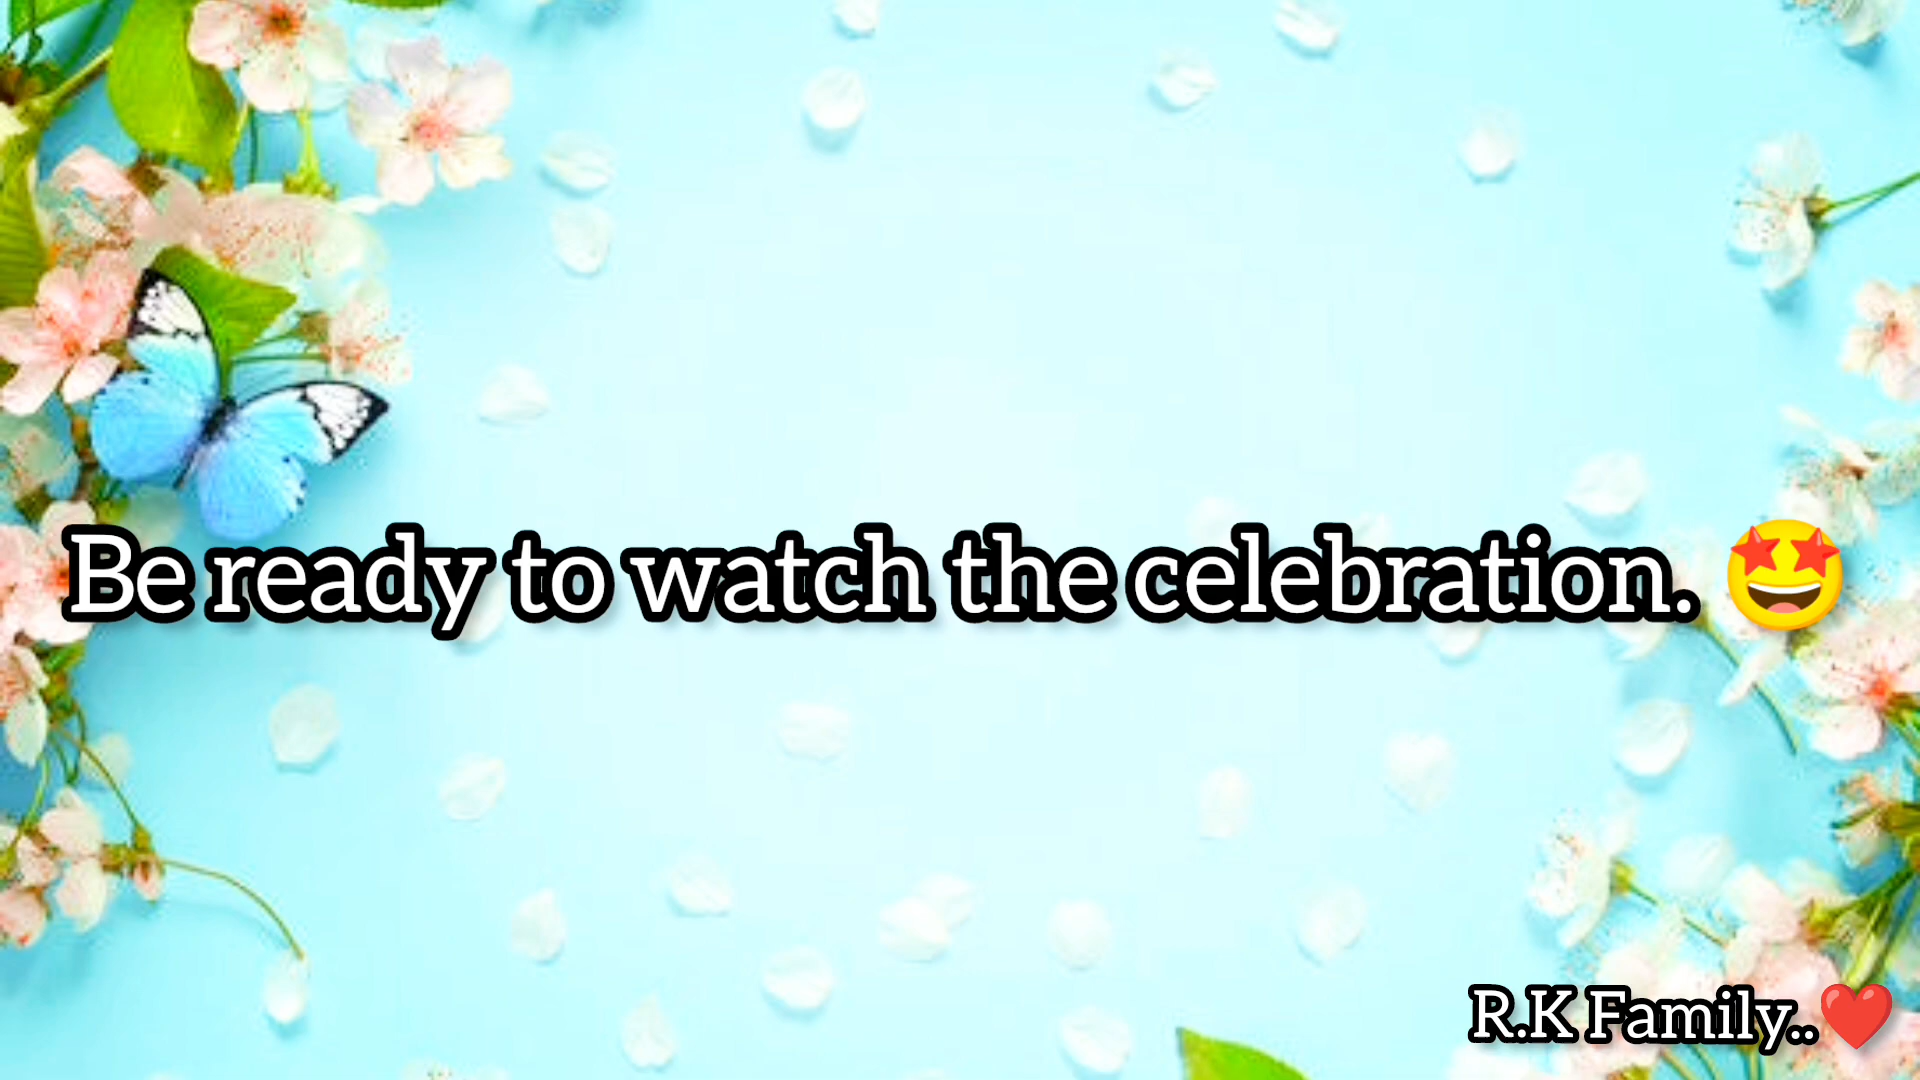 Be ready to watch the celebration. 🤩
R.K Family..❤️